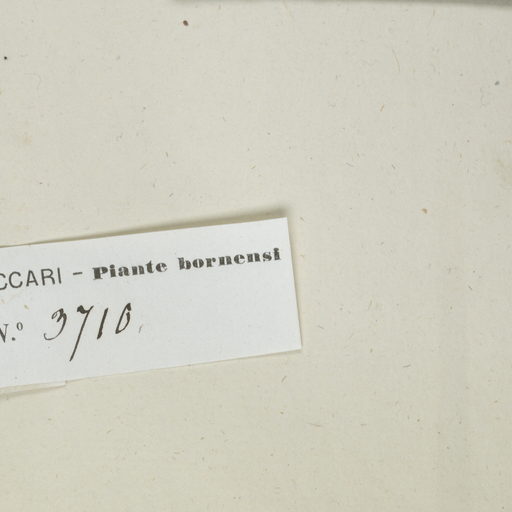 CCARI - Piante bornensi
N.º 3710